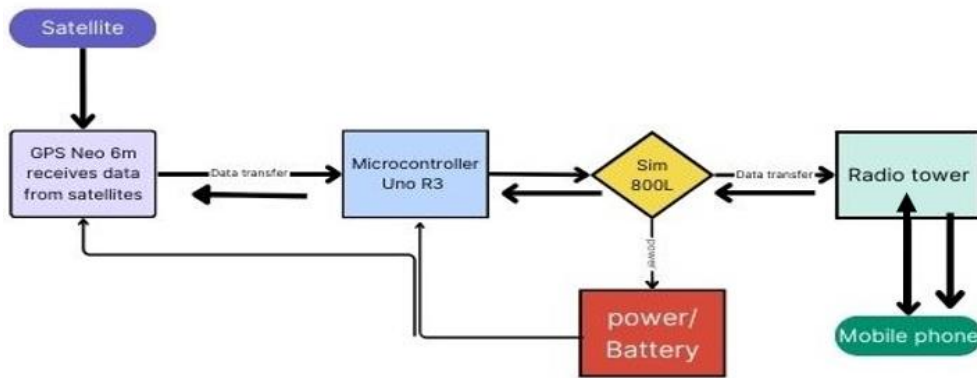 Satellite
GPS Neo 6m
receives data
from satellites
Data transfer
Microcontroller
Uno R3
Sim
800L
Data transfer
Radio tower
power
power/
Battery
Mobile phone